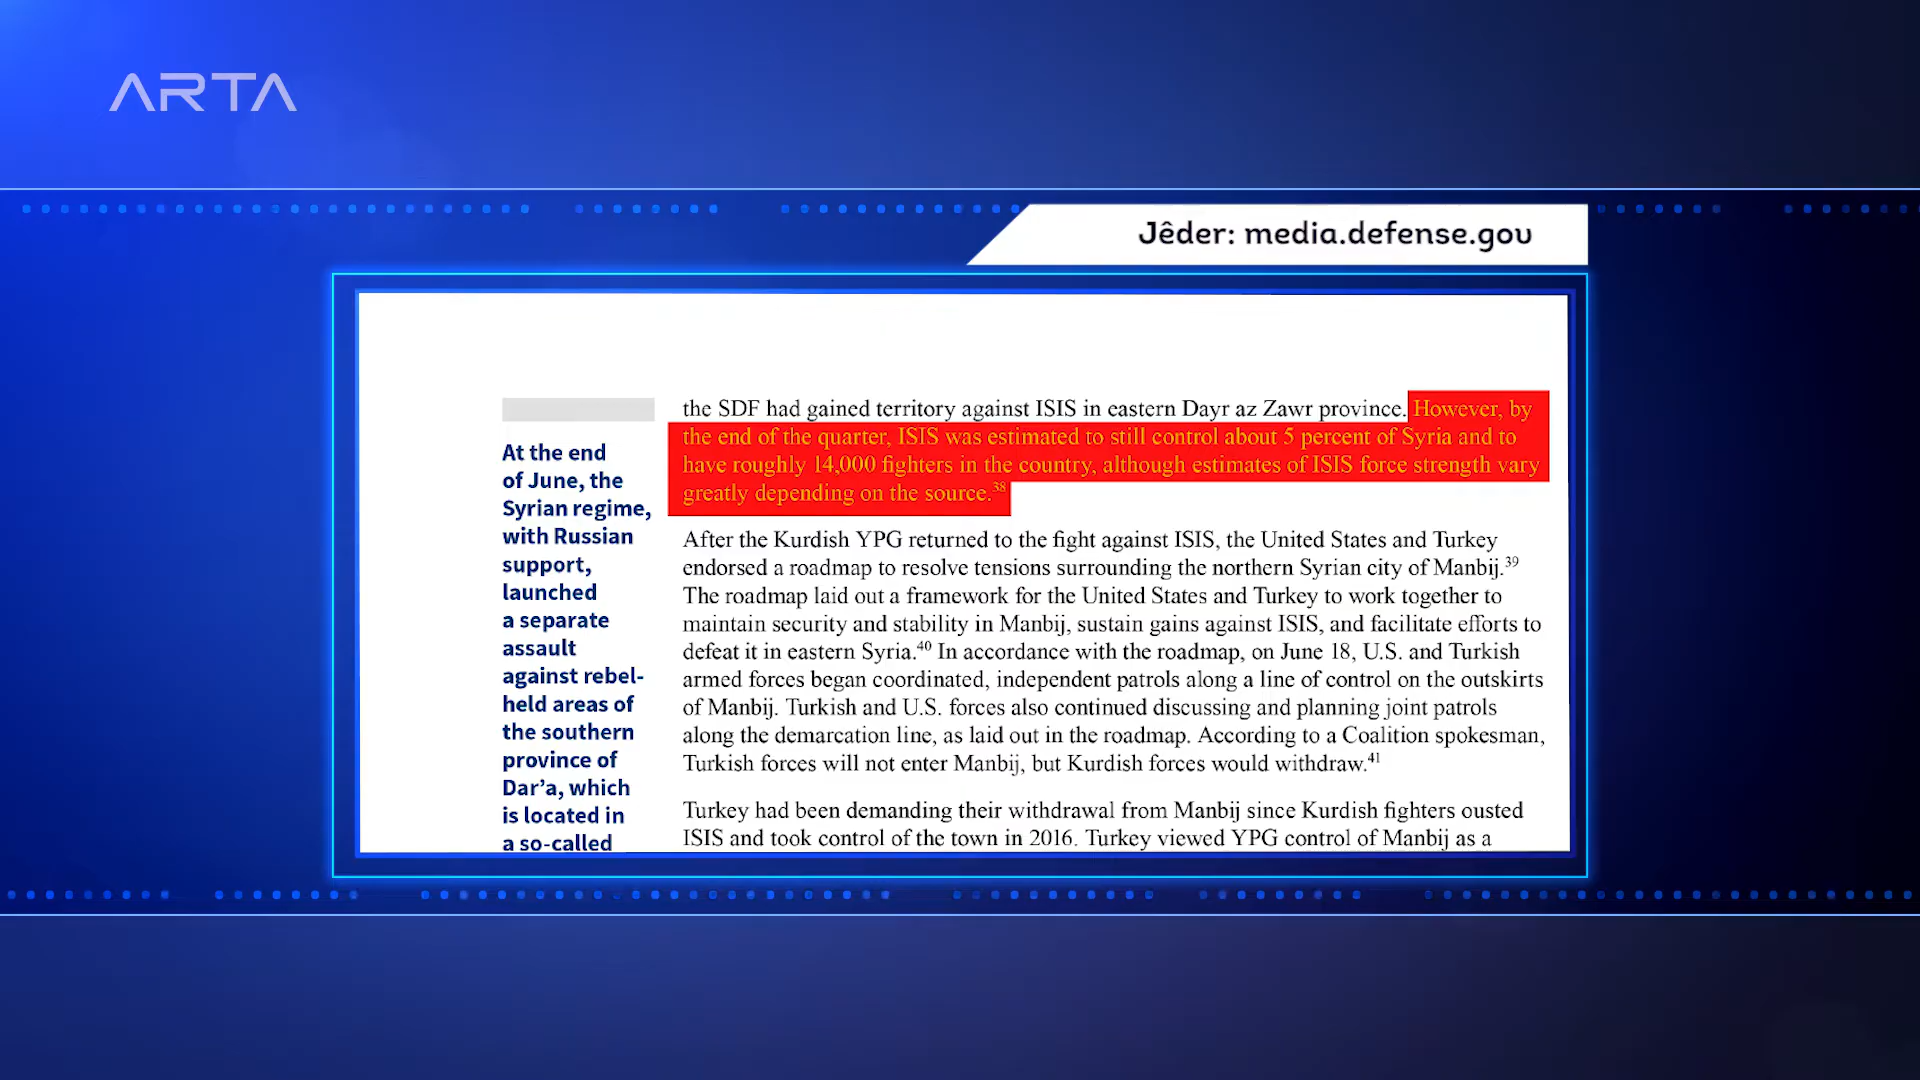 ARTA
Jêder: media.defense.gov
At the end
of June, the
Syrian regime,
with Russian
support,
launched
a separate
assault
against rebel-
held areas of
the southern
province of
Dar’a, which
is located in
a so-called
the SDF had gained territory against ISIS in eastern Dayr az Zawr province. However, by
the end of the quarter, ISIS was estimated to still control about 5 percent of Syria and to
have roughly 14,000 fighters in the country, although estimates of ISIS force strength vary
greatly depending on the source.38
After the Kurdish YPG returned to the fight against ISIS, the United States and Turkey
endorsed a roadmap to resolve tensions surrounding the northern Syrian city of Manbij.39
The roadmap laid out a framework for the United States and Turkey to work together to
maintain security and stability in Manbij, sustain gains against ISIS, and facilitate efforts to
defeat it in eastern Syria.40 In accordance with the roadmap, on June 18, U.S. and Turkish
armed forces began coordinated, independent patrols along a line of control on the outskirts
of Manbij. Turkish and U.S. forces also continued discussing and planning joint patrols
along the demarcation line, as laid out in the roadmap. According to a Coalition spokesman,
Turkish forces will not enter Manbij, but Kurdish forces would withdraw.41
Turkey had been demanding their withdrawal from Manbij since Kurdish fighters ousted
ISIS and took control of the town in 2016. Turkey viewed YPG control of Manbij as a